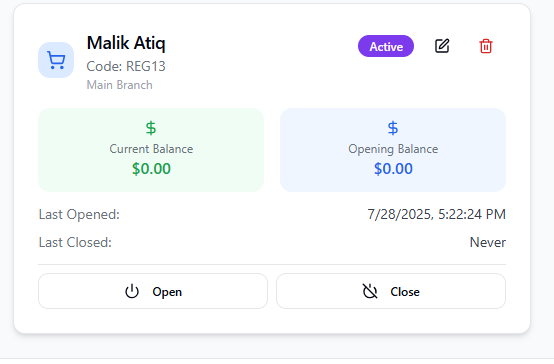 Malik Atiq
Active
Code: REG13
Main Branch
$
Current Balance
$0.00
$
Opening Balance
$0.00
Last Opened: 7/28/2025, 5:22:24 PM
Last Closed: Never
Open
Close